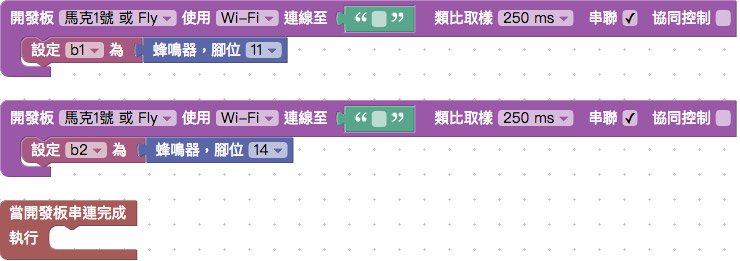 開發板 馬克1號 或 Fly 使用 Wi-Fi 連線至 “ ” 類比取樣 250 ms 串聯 ✓ 協同控制
設定 b1 為 蜂鳴器，腳位 11
開發板 馬克1號 或 Fly 使用 Wi-Fi 連線至 “ ” 類比取樣 250 ms 串聯 ✓ 協同控制
設定 b2 為 蜂鳴器，腳位 14
當開發板串連完成
執行